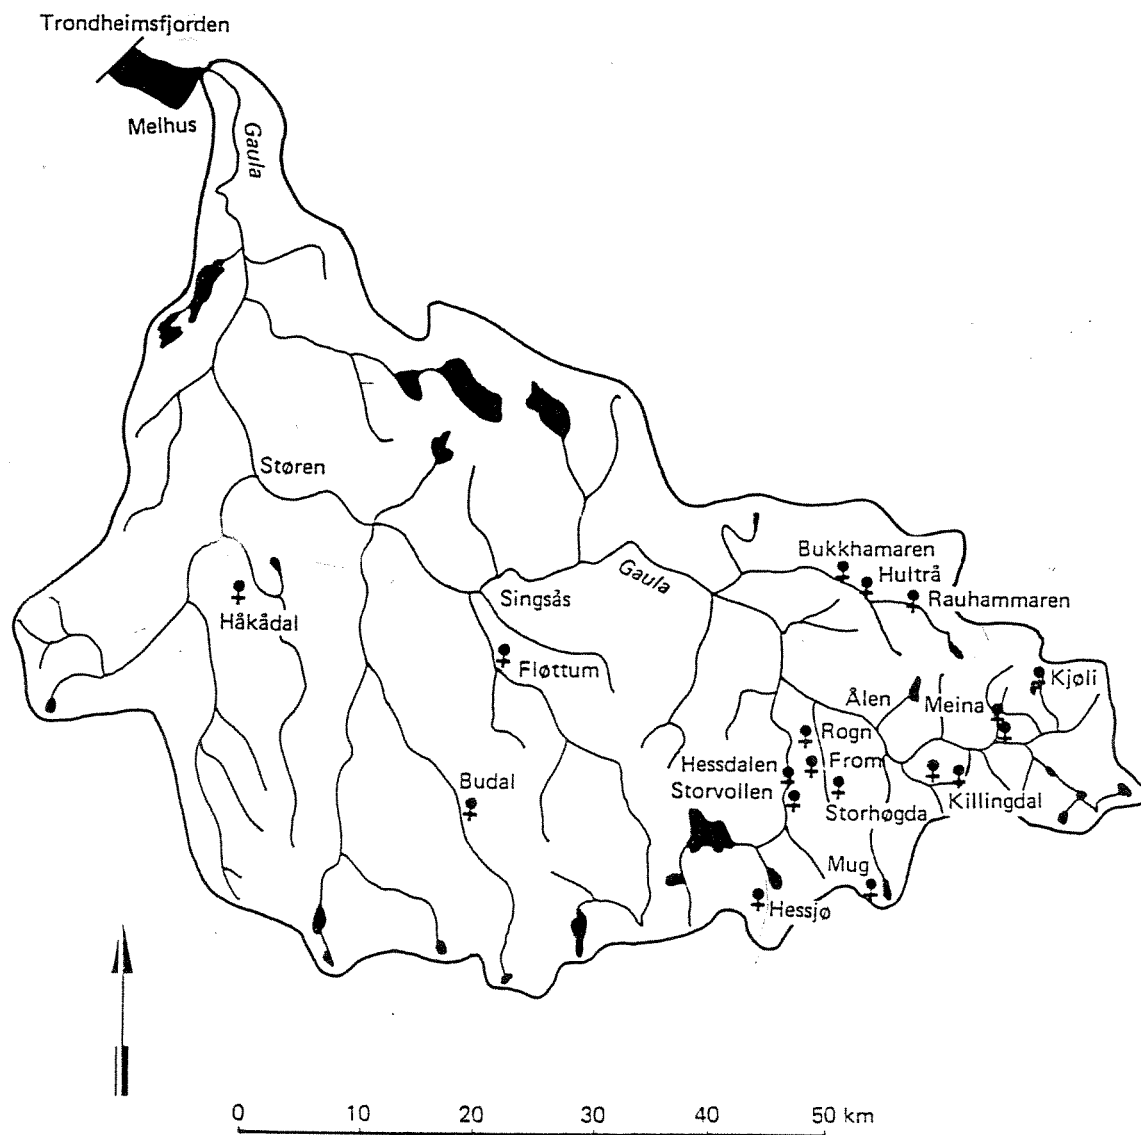 Trondheimsfjorden
Melhus
Gaula
Støren
Bukkhamaren
Hultrå
Gaula
Singsås
Rauhammaren
Håkådal
Fløttum
Kjøli
Ålen
Meina
Rogn
Hessdalen
From
Budal
Storvollen
Killingdal
Storhøgda
Mug
Hessjø
0 10 20 30 40 50 km